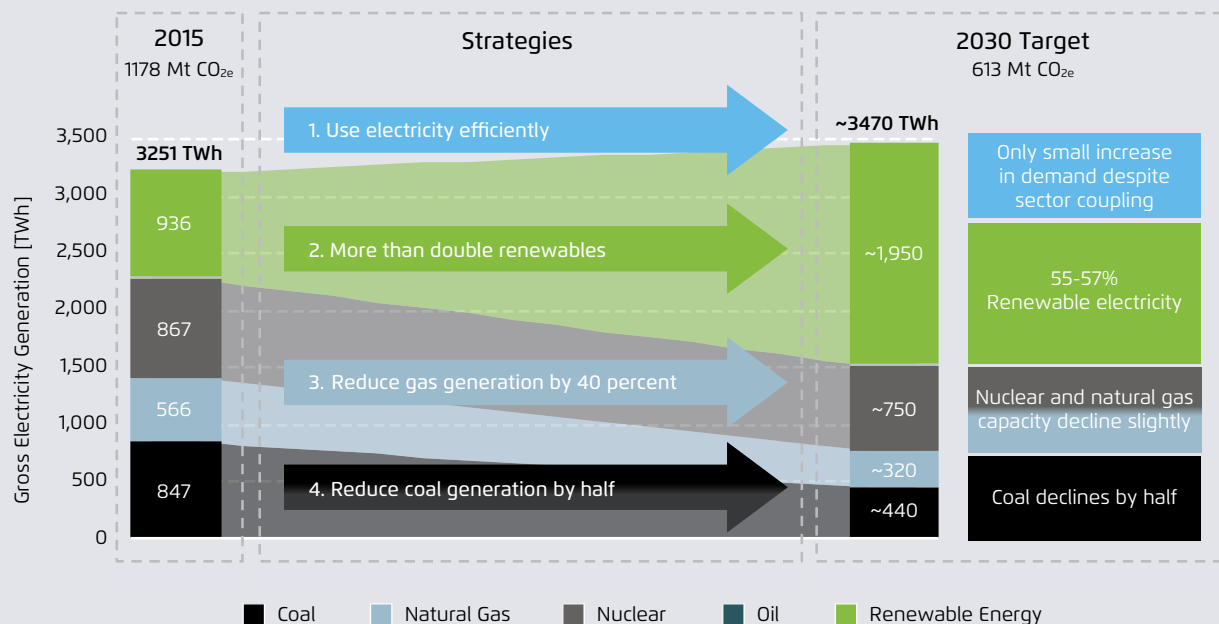 2015
1178 Mt CO2e
Strategies
2030 Target
613 Mt CO2e
Gross Electricity Generation [TWh]
3,500
3,000
2,500
2,000
1,500
1,000
500
0
3251 TWh
936
867
566
847
1. Use electricity efficiently
2. More than double renewables
3. Reduce gas generation by 40 percent
4. Reduce coal generation by half
~3470 TWh
~1,950
~750
~320
~440
Only small increase
in demand despite
sector coupling
55-57%
Renewable electricity
Nuclear and natural gas
capacity decline slightly
Coal declines by half
Coal
Natural Gas
Nuclear
Oil
Renewable Energy